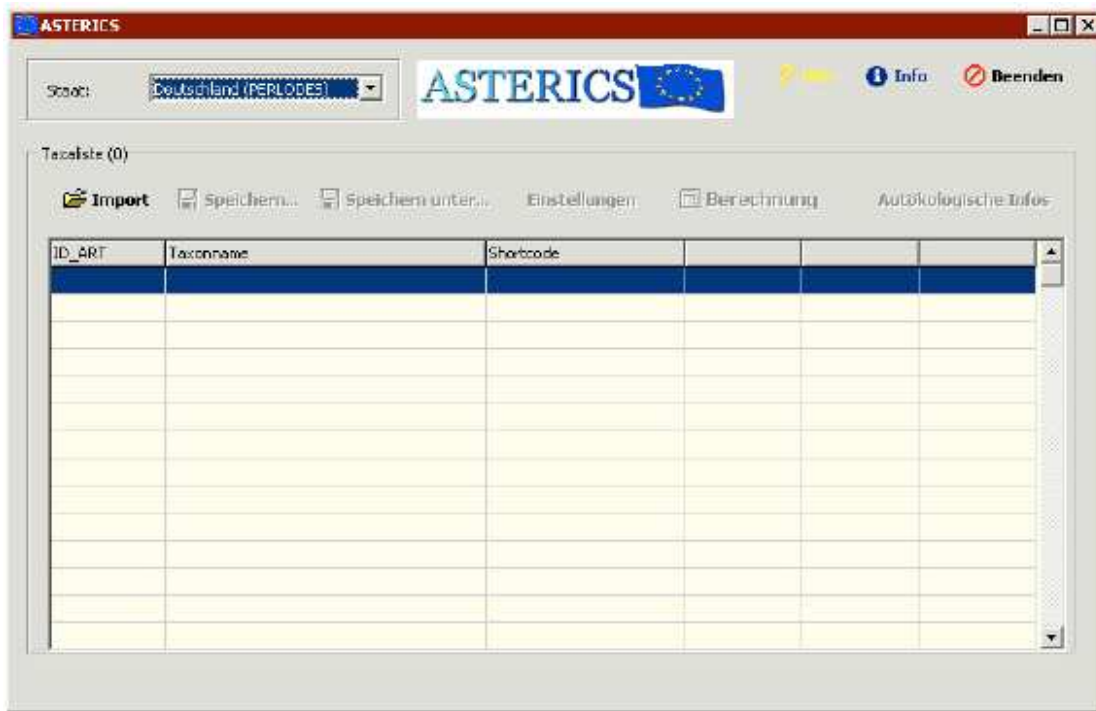 ASTERICS
Staat: Deutschland (PERLODES) ASTERICS Info Beenden
Taxaliste (0)
Import Speichern... Speichern unter... Einstellungen Berechnung Autökologische Infos
ID_ART Taxonname Shortcode